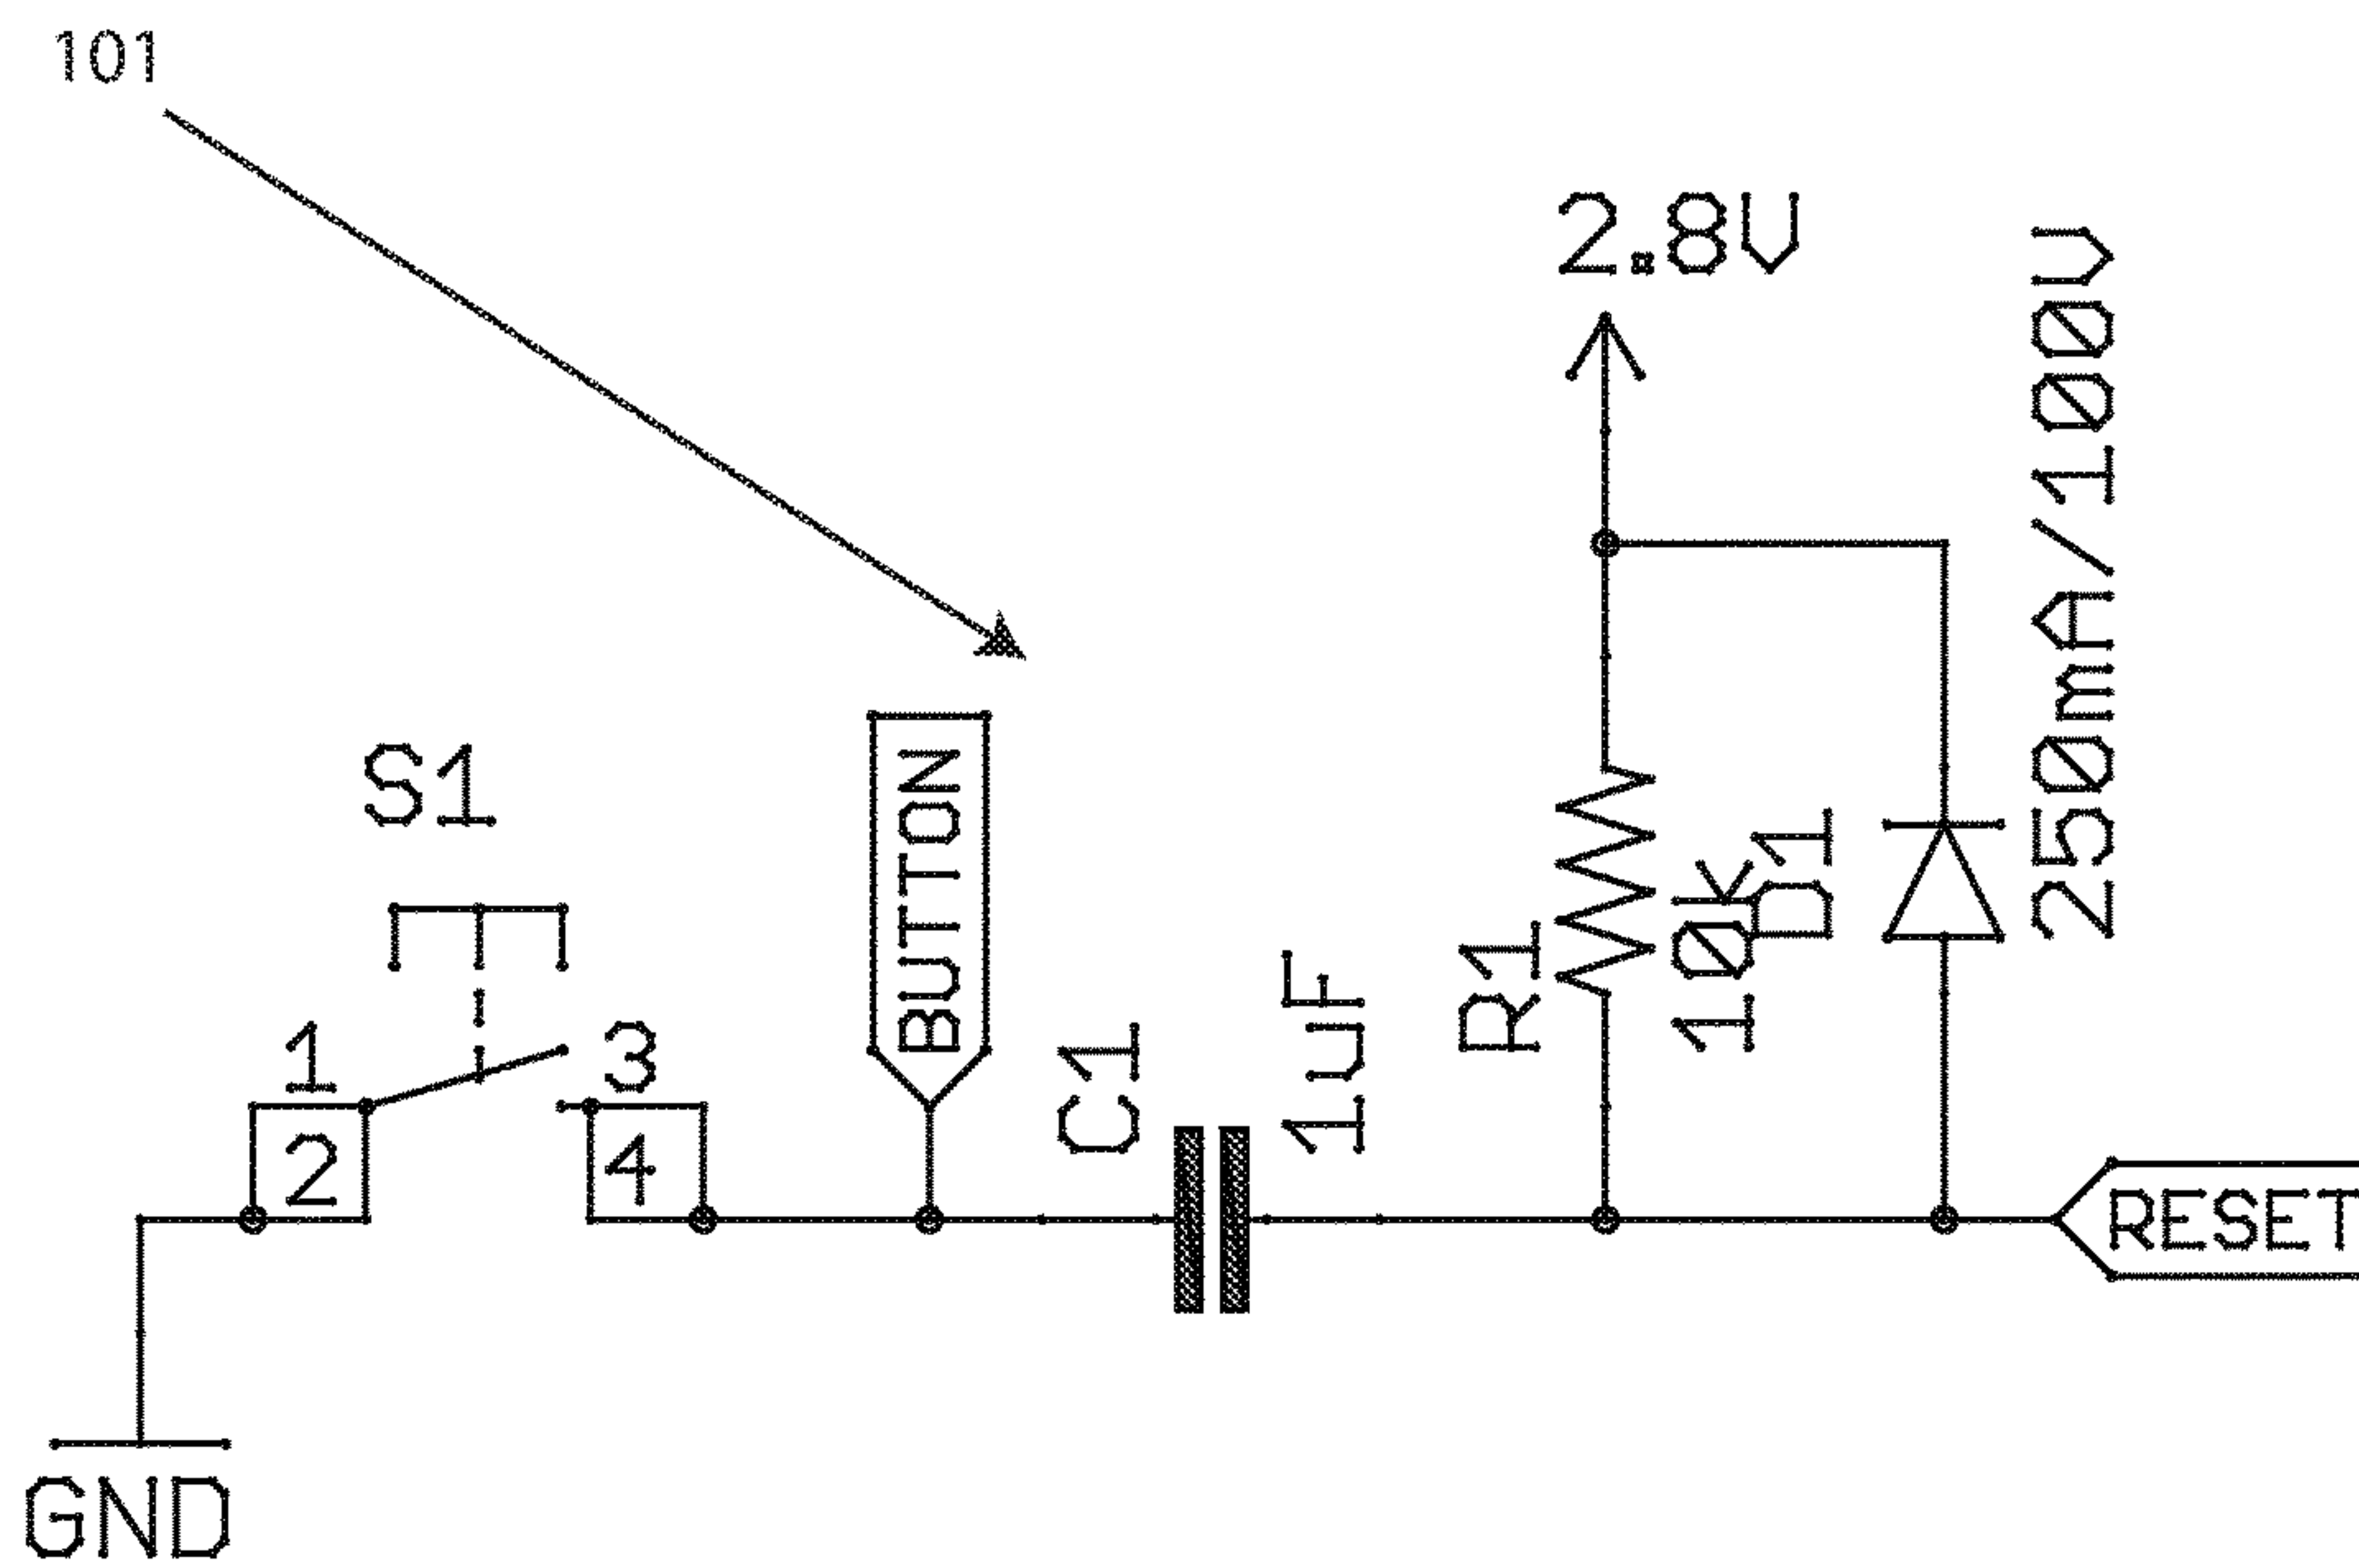 101
2.8V
250mA/100V
S1
BUTTON
D1
10K
R1
1uF
C1
1
3
2
4
RESET
GND